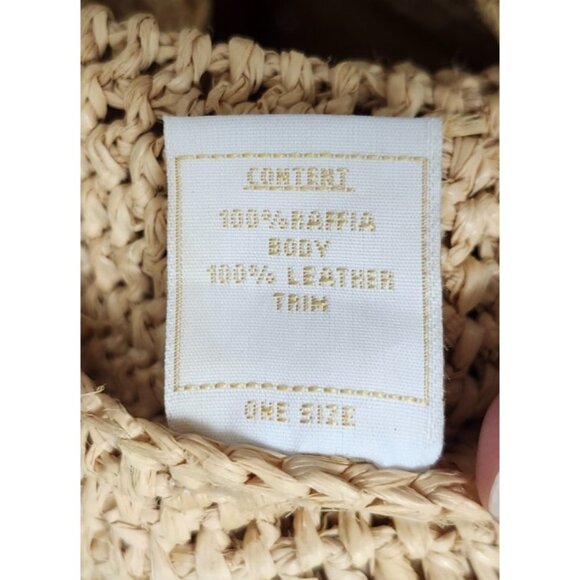 CONTENT
100%RAFFIA
BODY
100% LEATHER
TRIM
ONE SIZE